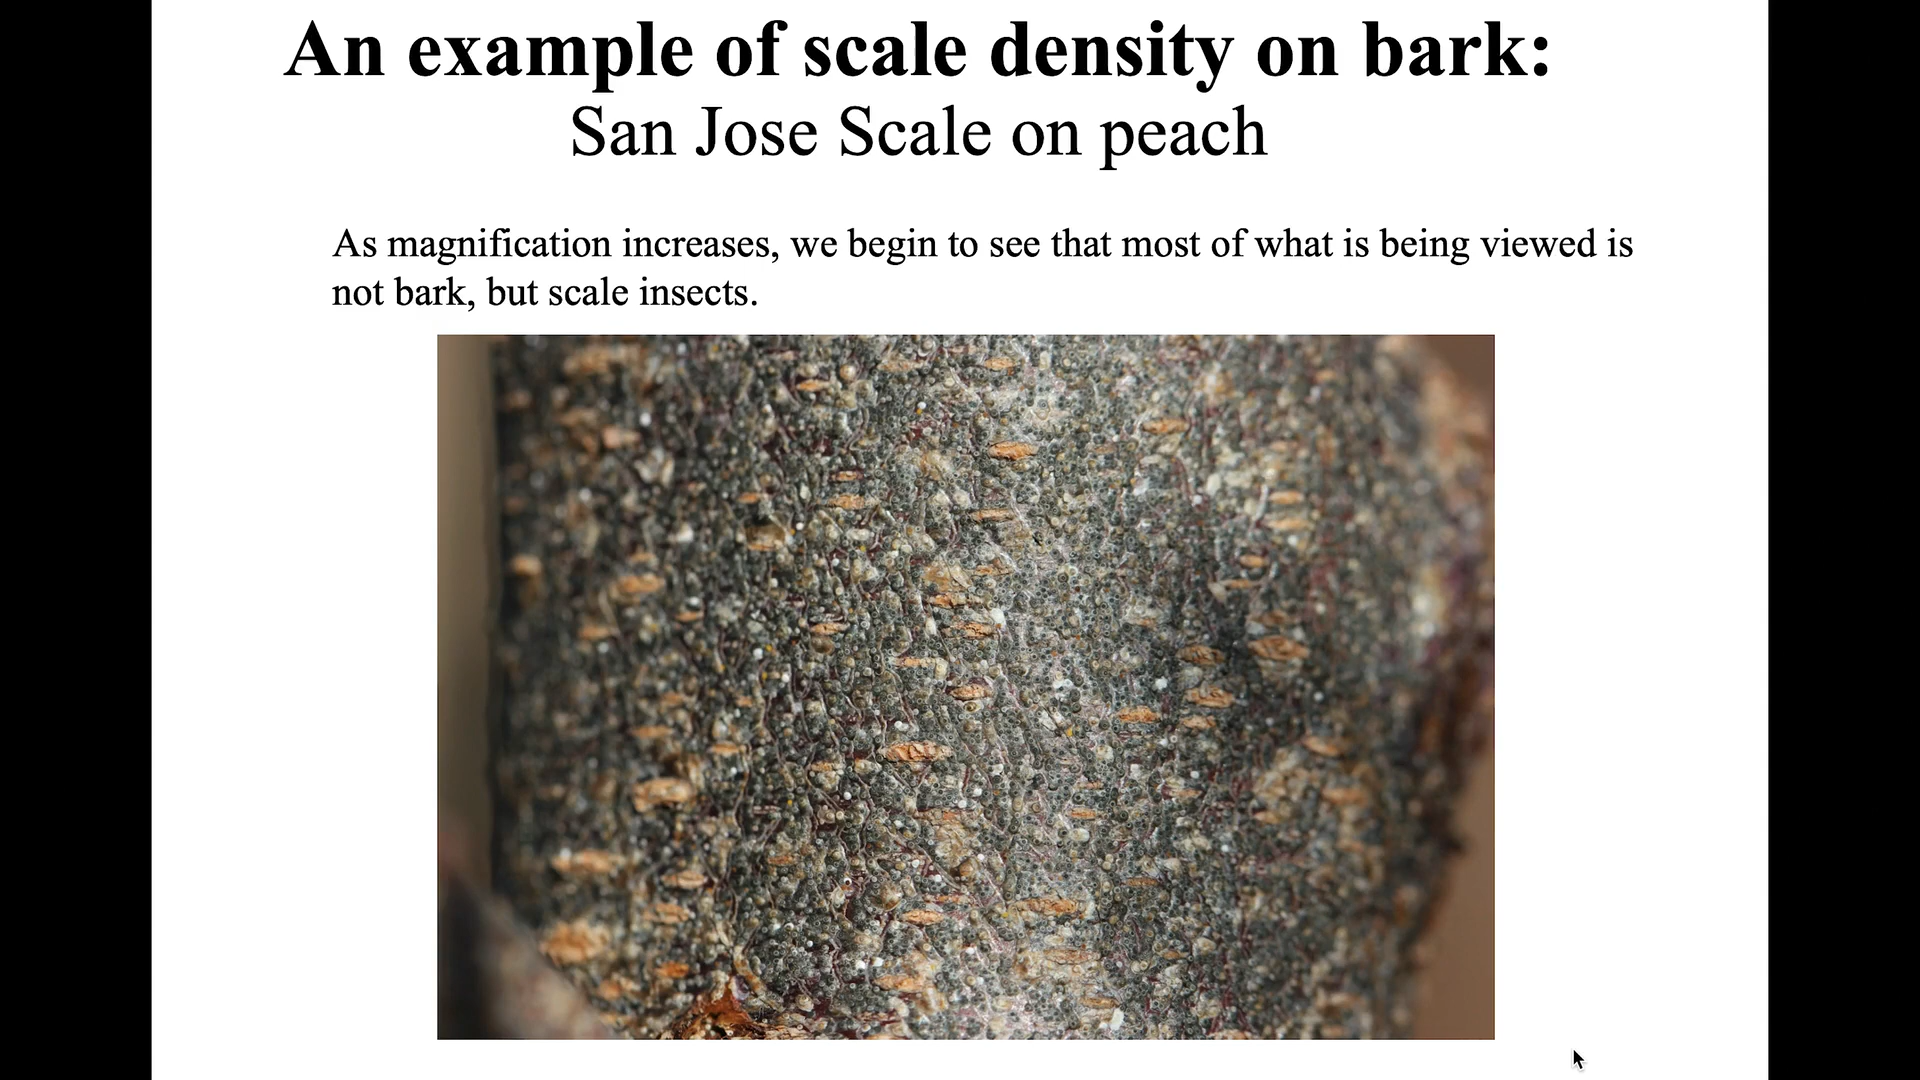 An example of scale density on bark:
San Jose Scale on peach
As magnification increases, we begin to see that most of what is being viewed is
not bark, but scale insects.